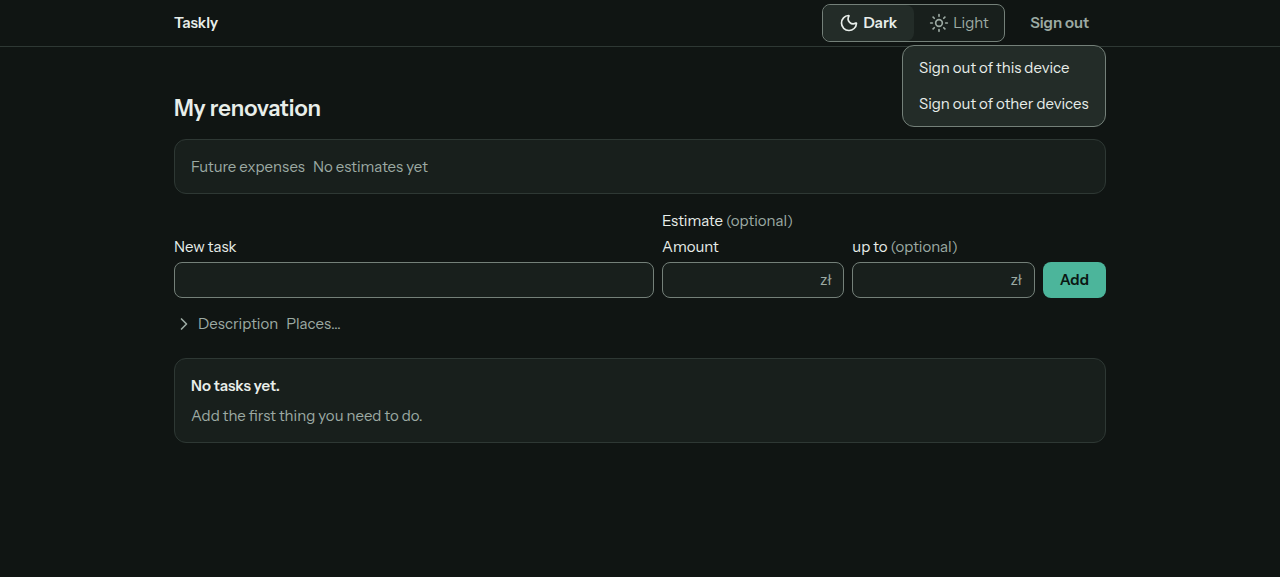 Taskly
Dark
Light
Sign out
Sign out of this device
Sign out of other devices
My renovation
Future expenses No estimates yet
Estimate (optional)
New task
Amount
up to (optional)
zł
zł
Add
Description Places...
No tasks yet.
Add the first thing you need to do.